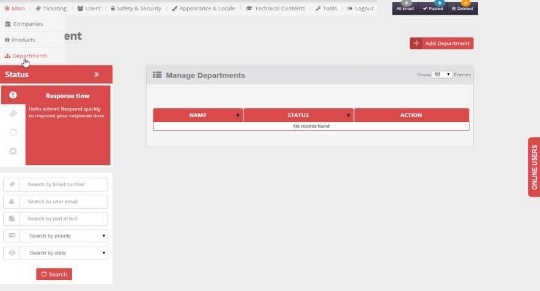 Main Ticketing Users Safety & Security Appearance & Locale Technical Contents Tools Logout
All Email Posted Deleted
Companies
Products
Departments
ent
Add Department
Status
Response time
Hello admin! Respond quickly
to improve your response time
Manage Departments
Show 10 Entries
NAME STATUS ACTION
No records found
ONLINE USERS
Search by ticket number
Search by user email
Search by part of text
Search by priority
Search by state
Search